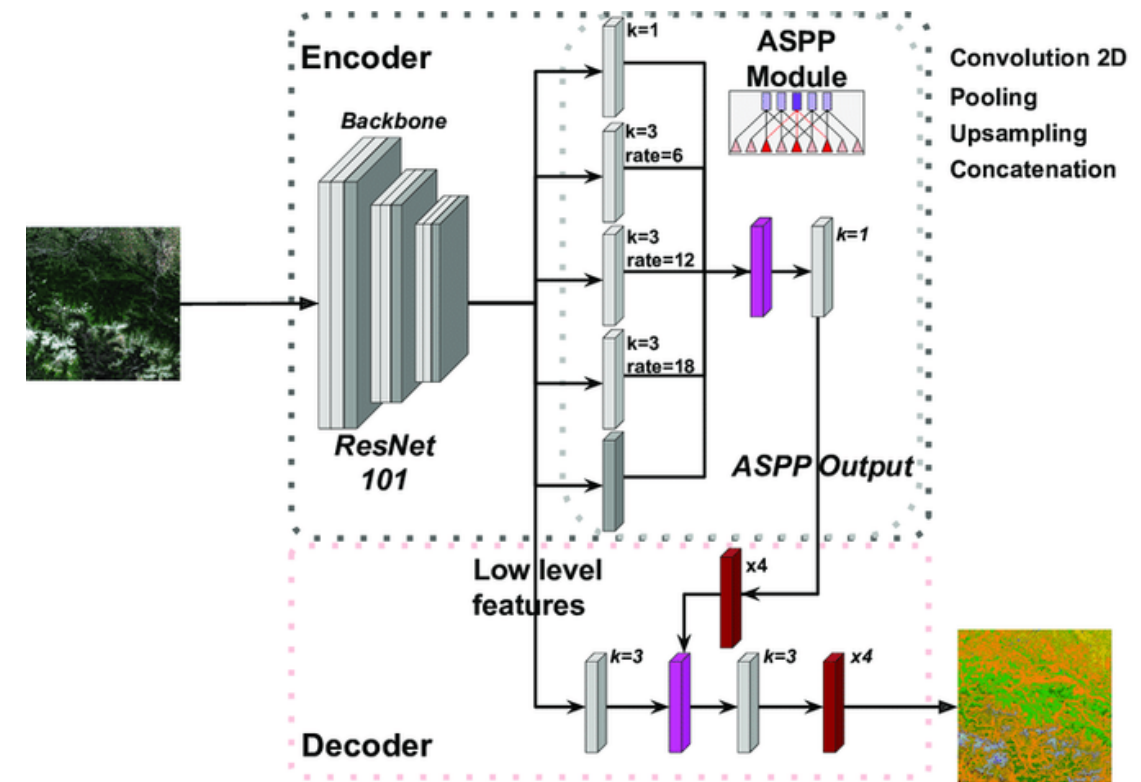 Encoder
Backbone
ResNet
101
k=1
k=3
rate=6
k=3
rate=12
k=3
rate=18
ASPP
Module
k=1
ASPP Output
Convolution 2D
Pooling
Upsampling
Concatenation
Low level
features
x4
k=3
k=3
x4
Decoder